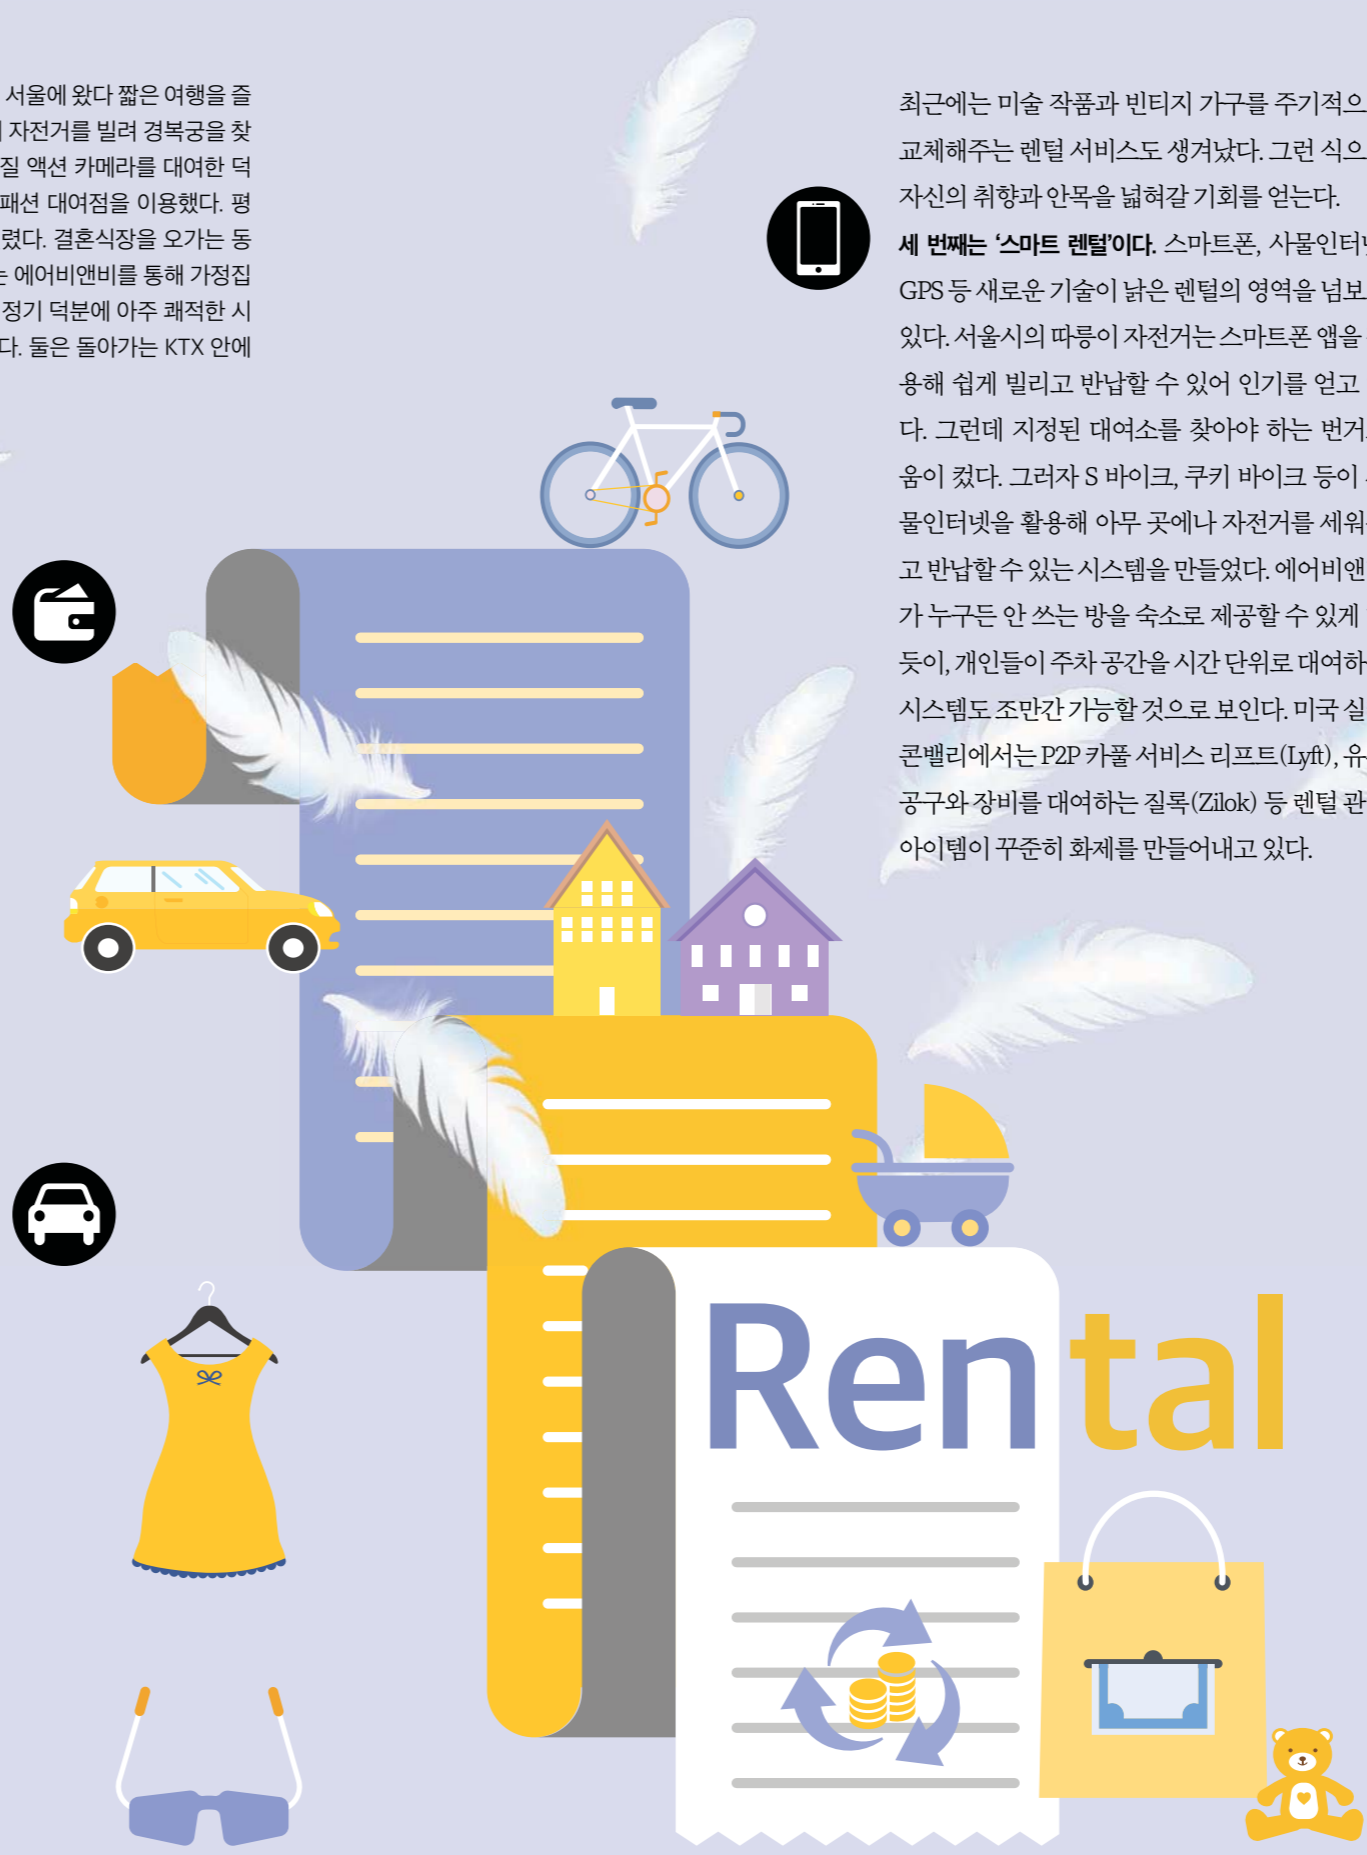 서울에 왔다 짧은 여행을 즐
자전거를 빌려 경복궁을 찾
질 액션 카메라를 대여한 덕
패션 대여점을 이용했다. 평
렸다. 결혼식장을 오가는 동
는 에어비앤비를 통해 가정집
정기 덕분에 아주 쾌적한 시
다. 둘은 돌아가는 KTX 안에
최근에는 미술 작품과 빈티지 가구를 주기적으
교체해주는 렌털 서비스도 생겨났다. 그런 식으
자신의 취향과 안목을 넓혀갈 기회를 얻는다.
세 번째는 ‘스마트 렌털’이다. 스마트폰, 사물인터
GPS 등 새로운 기술이 낡은 렌털의 영역을 넘보
있다. 서울시의 따릉이 자전거는 스마트폰 앱을
용해 쉽게 빌리고 반납할 수 있어 인기를 얻고
다. 그런데 지정된 대여소를 찾아야 하는 번거
움이 컸다. 그러자 S 바이크, 쿠키 바이크 등이
물인터넷을 활용해 아무 곳에나 자전거를 세워
고 반납할 수 있는 시스템을 만들었다. 에어비앤
가 누구든 안 쓰는 방을 숙소로 제공할 수 있게
듯이, 개인들이 주차 공간을 시간 단위로 대여하
시스템도 조만간 가능할 것으로 보인다. 미국 실
콘밸리에서는 P2P 카풀 서비스 리프트(Lyft), 유
공구와 장비를 대여하는 질록(Zilok) 등 렌털 관
아이템이 꾸준히 화제를 만들어내고 있다.
Rental